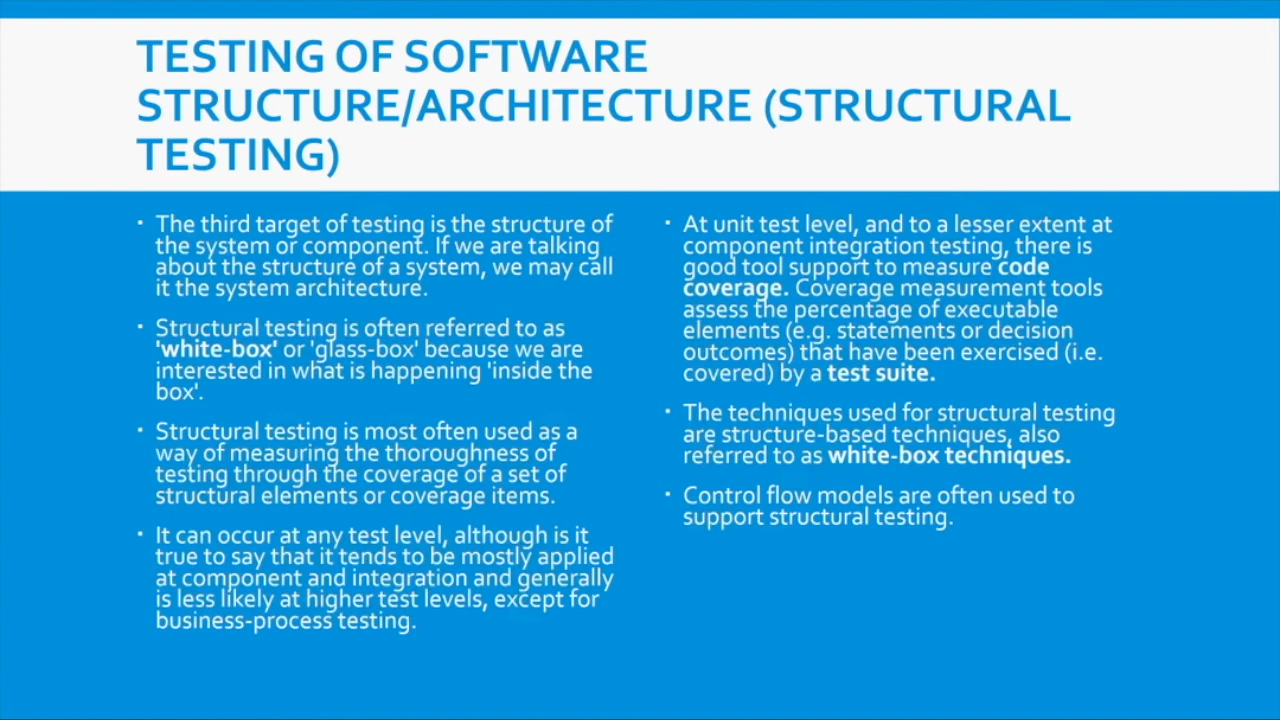 TESTING OF SOFTWARE
STRUCTURE/ARCHITECTURE (STRUCTURAL
TESTING)
▪ The third target of testing is the structure of
the system or component. If we are talking
about the structure of a system, we may call
it the system architecture.
▪ Structural testing is often referred to as
'white-box' or 'glass-box' because we are
interested in what is happening 'inside the
box'.
▪ Structural testing is most often used as a
way of measuring the thoroughness of
testing through the coverage of a set of
structural elements or coverage items.
▪ It can occur at any test level, although is it
true to say that it tends to be mostly applied
at component and integration and generally
is less likely at higher test levels, except for
business-process testing.
▪ At unit test level, and to a lesser extent at
component integration testing, there is
good tool support to measure code
coverage. Coverage measurement tools
assess the percentage of executable
elements (e.g. statements or decision
outcomes) that have been exercised (i.e.
covered) by a test suite.
▪ The techniques used for structural testing
are structure-based techniques, also
referred to as white-box techniques.
▪ Control flow models are often used to
support structural testing.